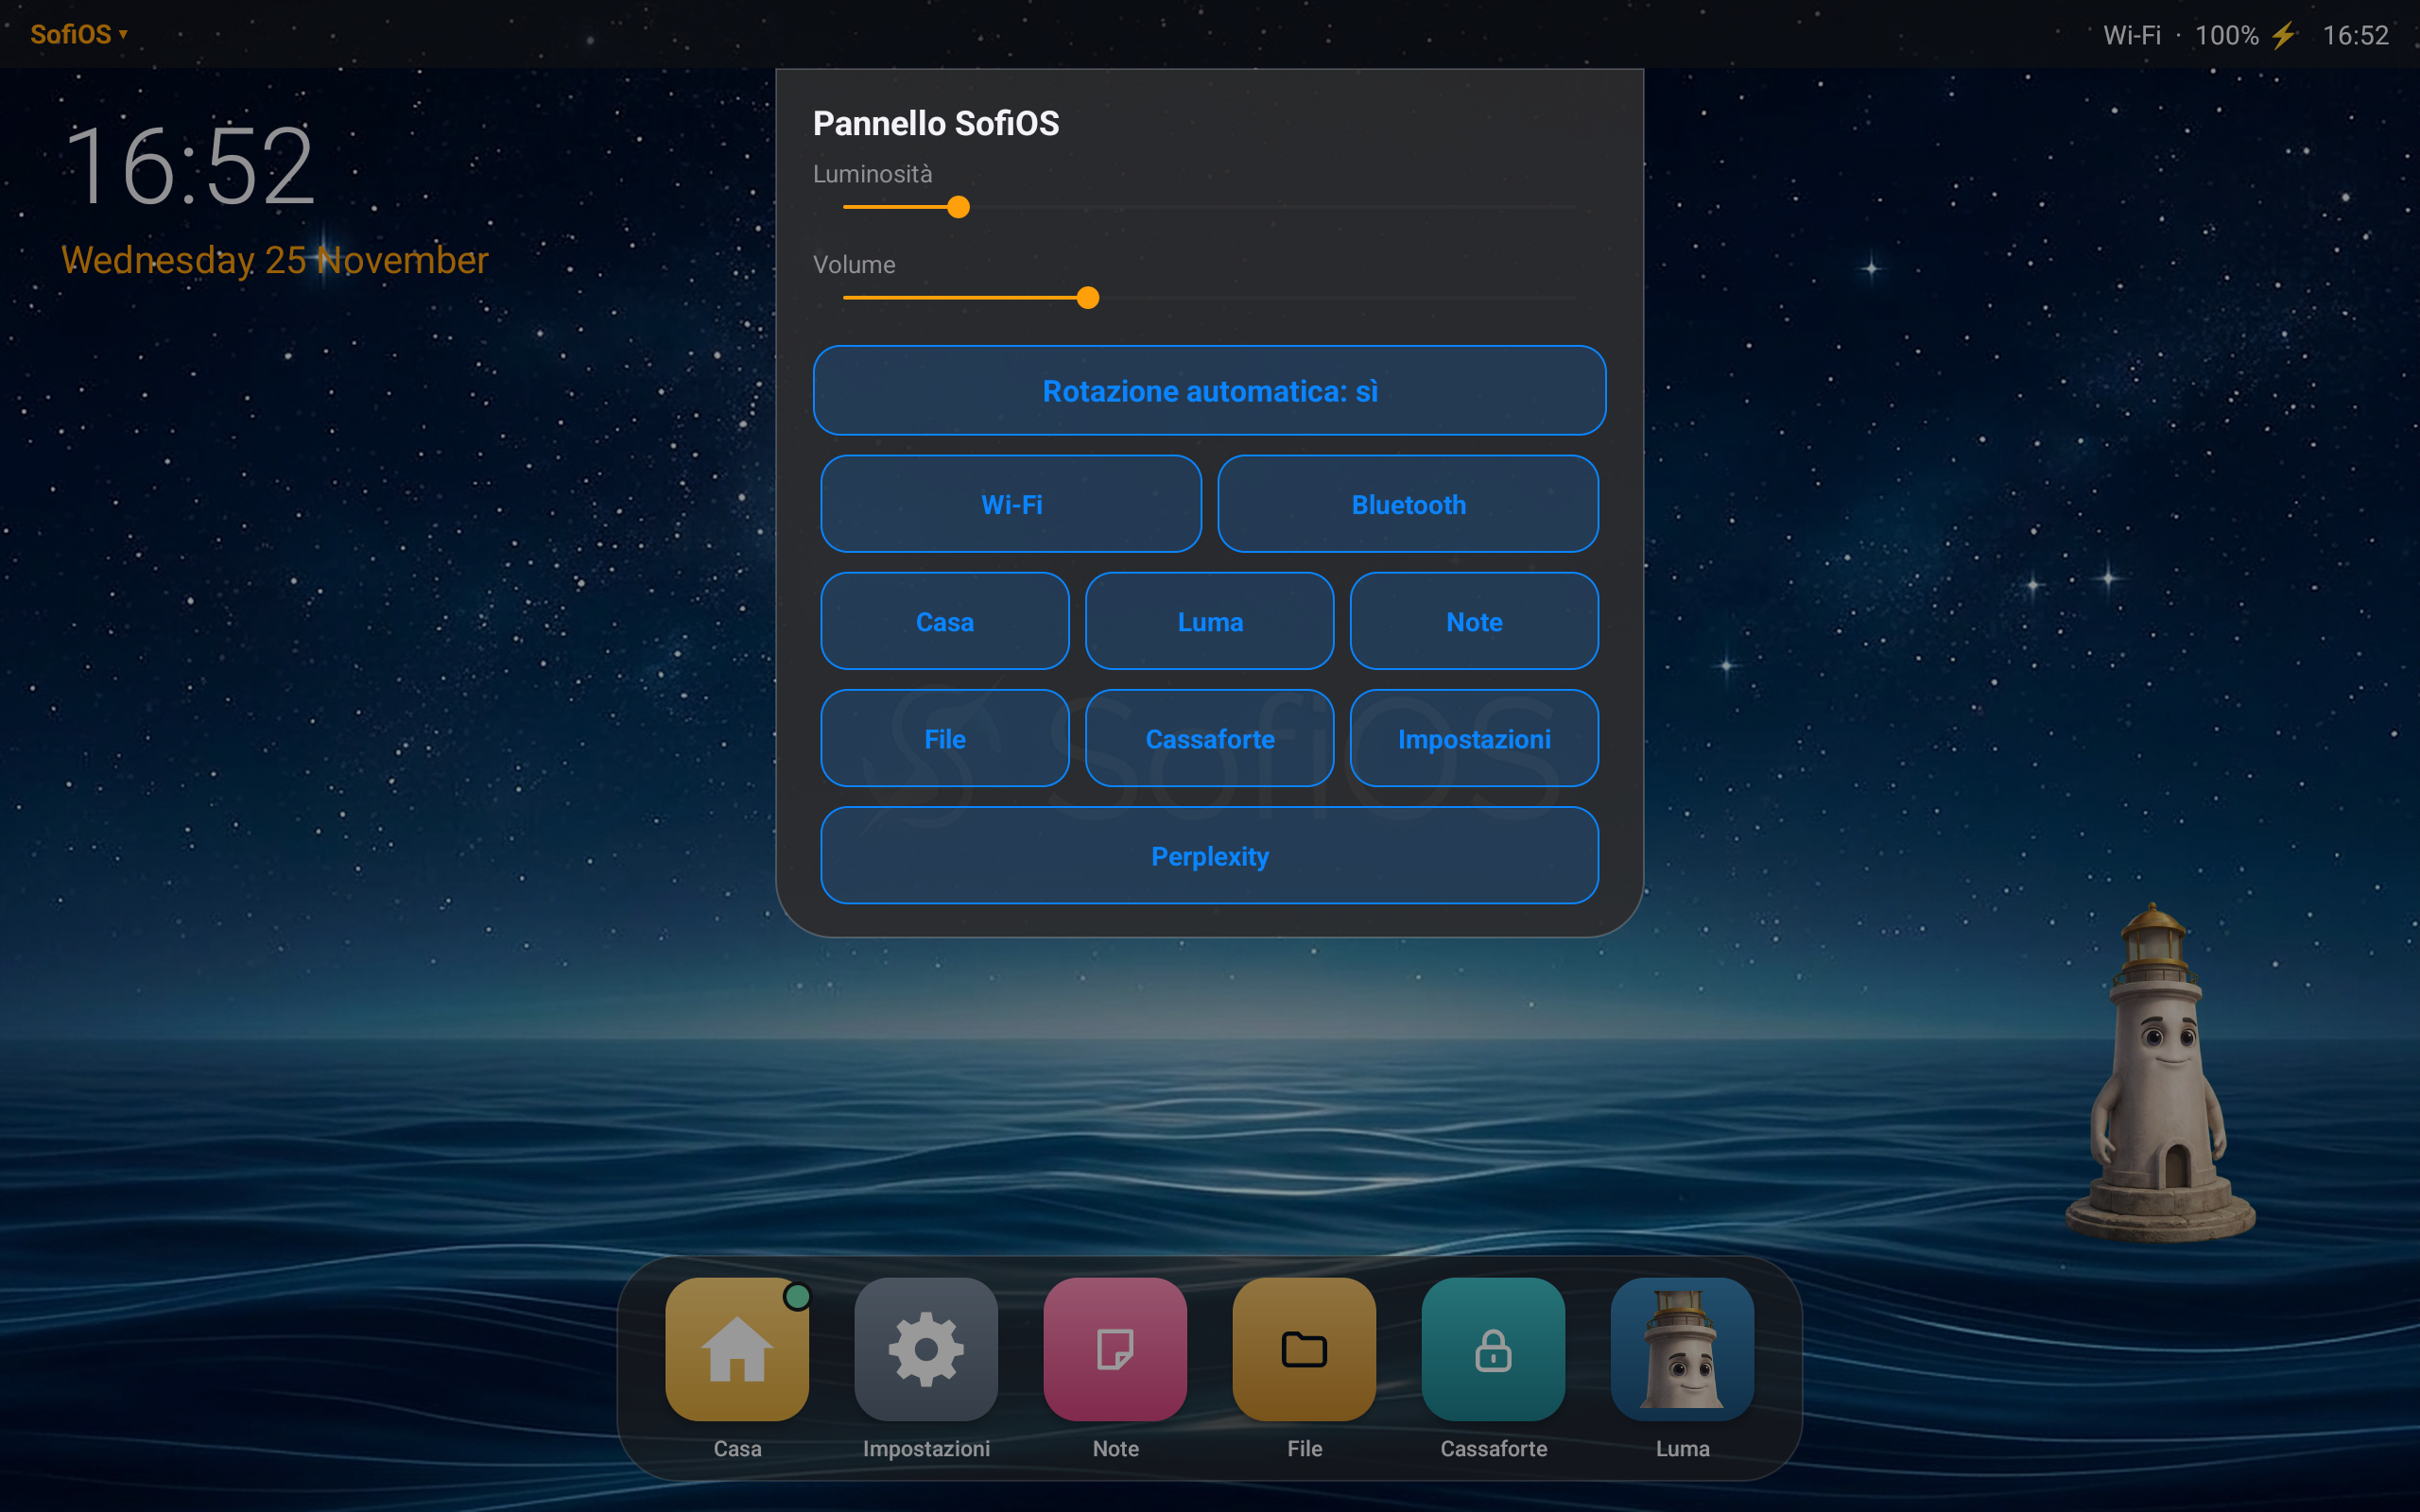 SofiOS ▾
Wi-Fi · 100% ⚡ 16:52
16:52
Wednesday 25 November
Pannello SofiOS
Luminosità
Volume
Rotazione automatica: sì
Wi-Fi
Bluetooth
Casa
Luma
Note
File
Cassaforte
Impostazioni
SofiOS
Perplexity
Casa
Impostazioni
Note
File
Cassaforte
Luma